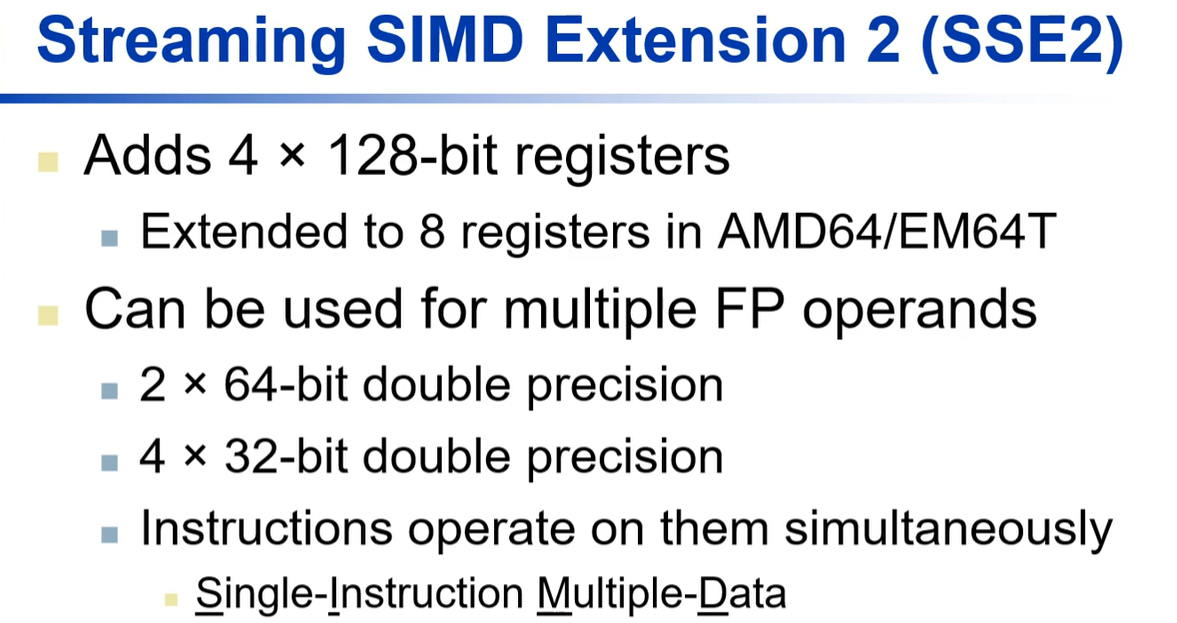 Streaming SIMD Extension 2 (SSE2)
Adds 4 × 128-bit registers
Extended to 8 registers in AMD64/EM64T
Can be used for multiple FP operands
2 × 64-bit double precision
4 × 32-bit double precision
Instructions operate on them simultaneously
Single-Instruction Multiple-Data